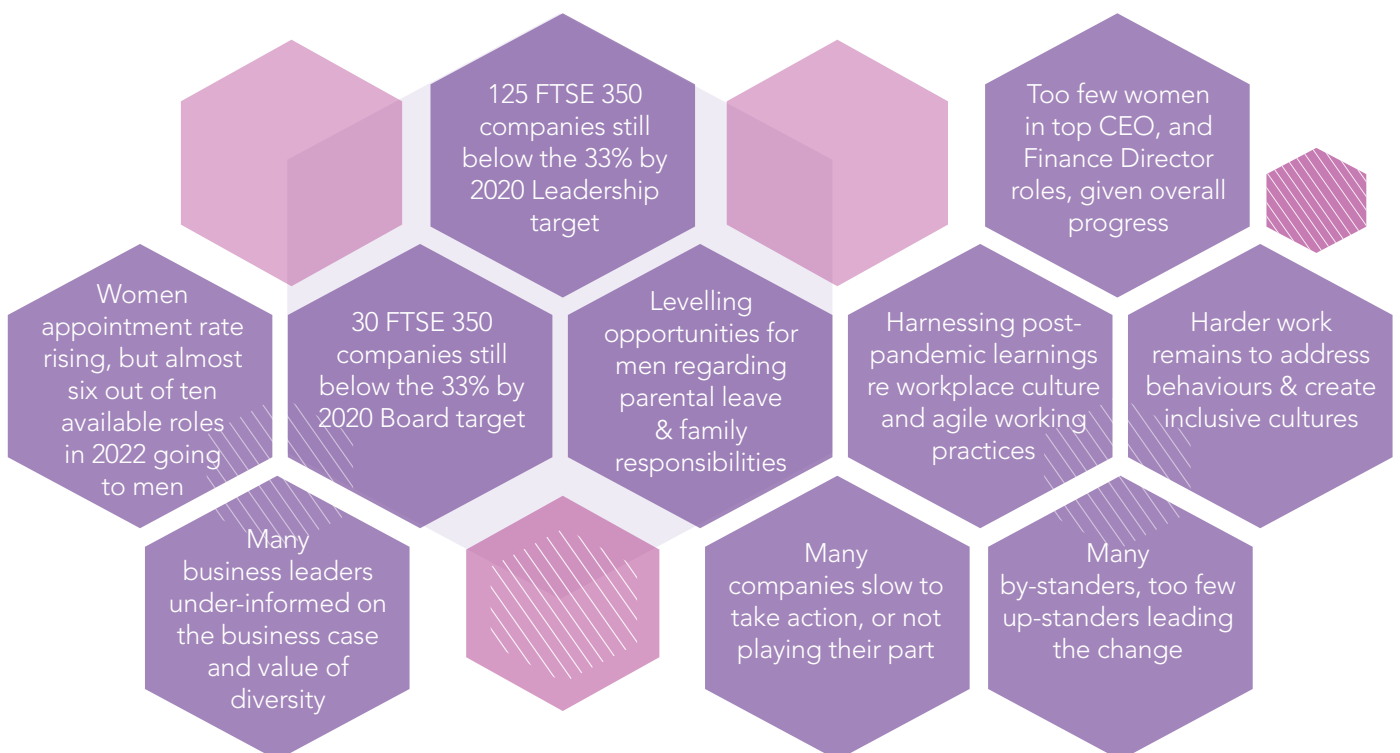 125 FTSE 350
companies still
below the 33% by
2020 Leadership
target
Too few women
in top CEO, and
Finance Director
roles, given overall
progress
Women
appointment rate
rising, but almost
six out of ten
available roles
in 2022 going
to men
30 FTSE 350
companies still
below the 33% by
2020 Board target
Levelling
opportunities for
men regarding
parental leave
& family
responsibilities
Harnessing post-
pandemic learnings
re workplace culture
and agile working
practices
Harder work
remains to address
behaviours & create
inclusive cultures
Many
business leaders
under-informed on
the business case
and value of
diversity
Many
companies slow to
take action, or not
playing their part
Many
by-standers, too few
up-standers leading
the change